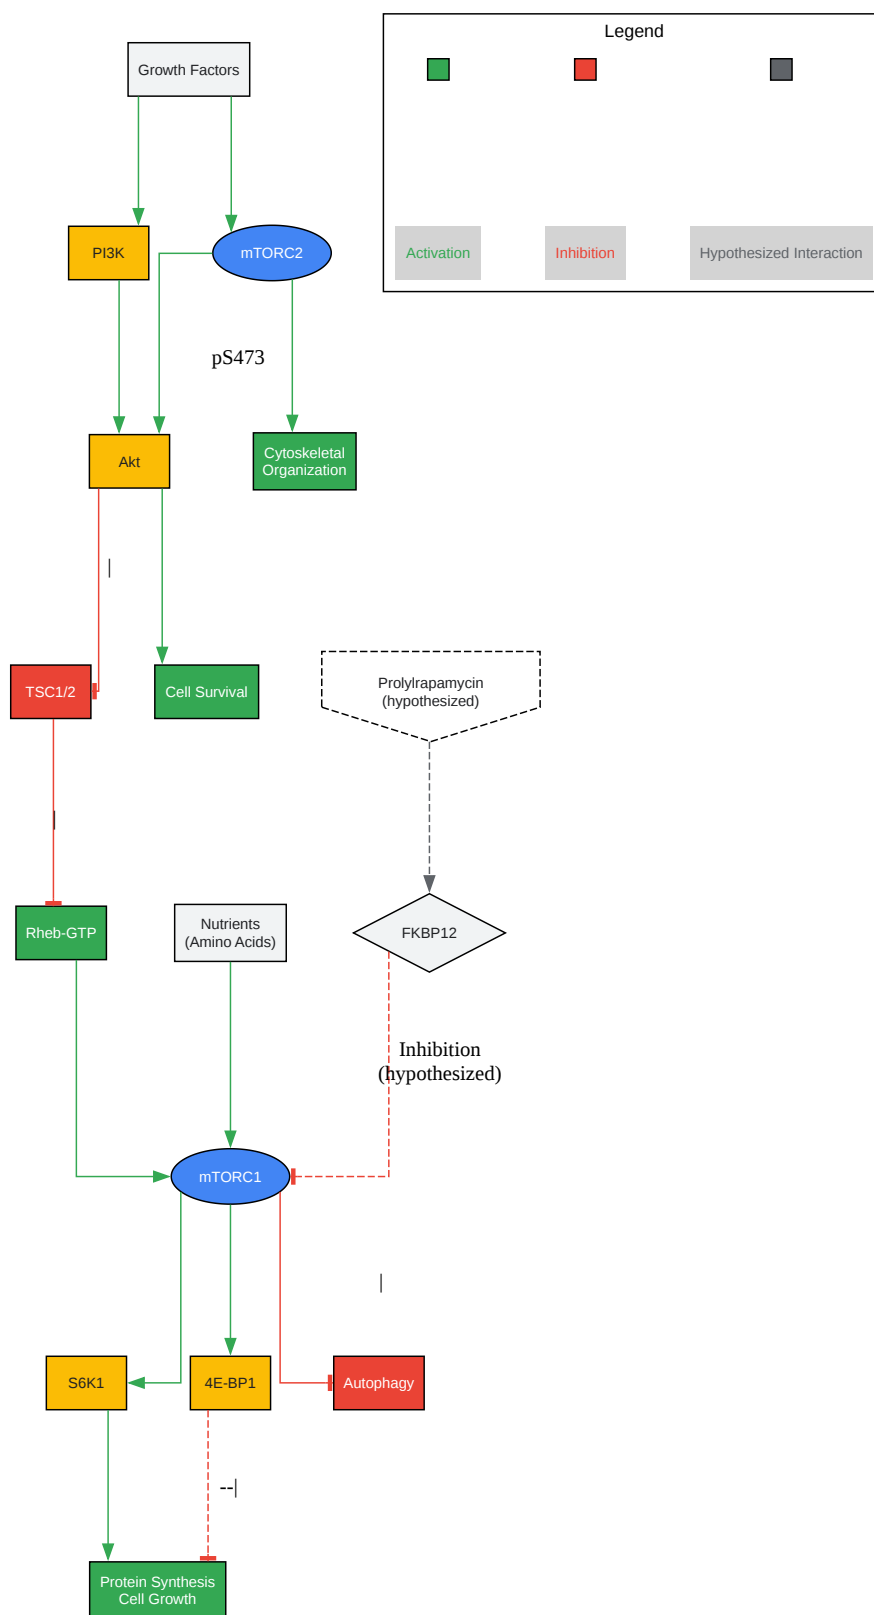 Legend
Growth Factors
Activation
Inhibition
Hypothesized Interaction
PI3K
mTORC2
pS473
Akt
Cytoskeletal
Organization
|
TSC1/2
Cell Survival
Prolylrapamycin
(hypothesized)
|
Rheb-GTP
Nutrients
(Amino Acids)
FKBP12
Inhibition
(hypothesized)
mTORC1
|
S6K1
4E-BP1
Autophagy
--|
Protein Synthesis
Cell Growth